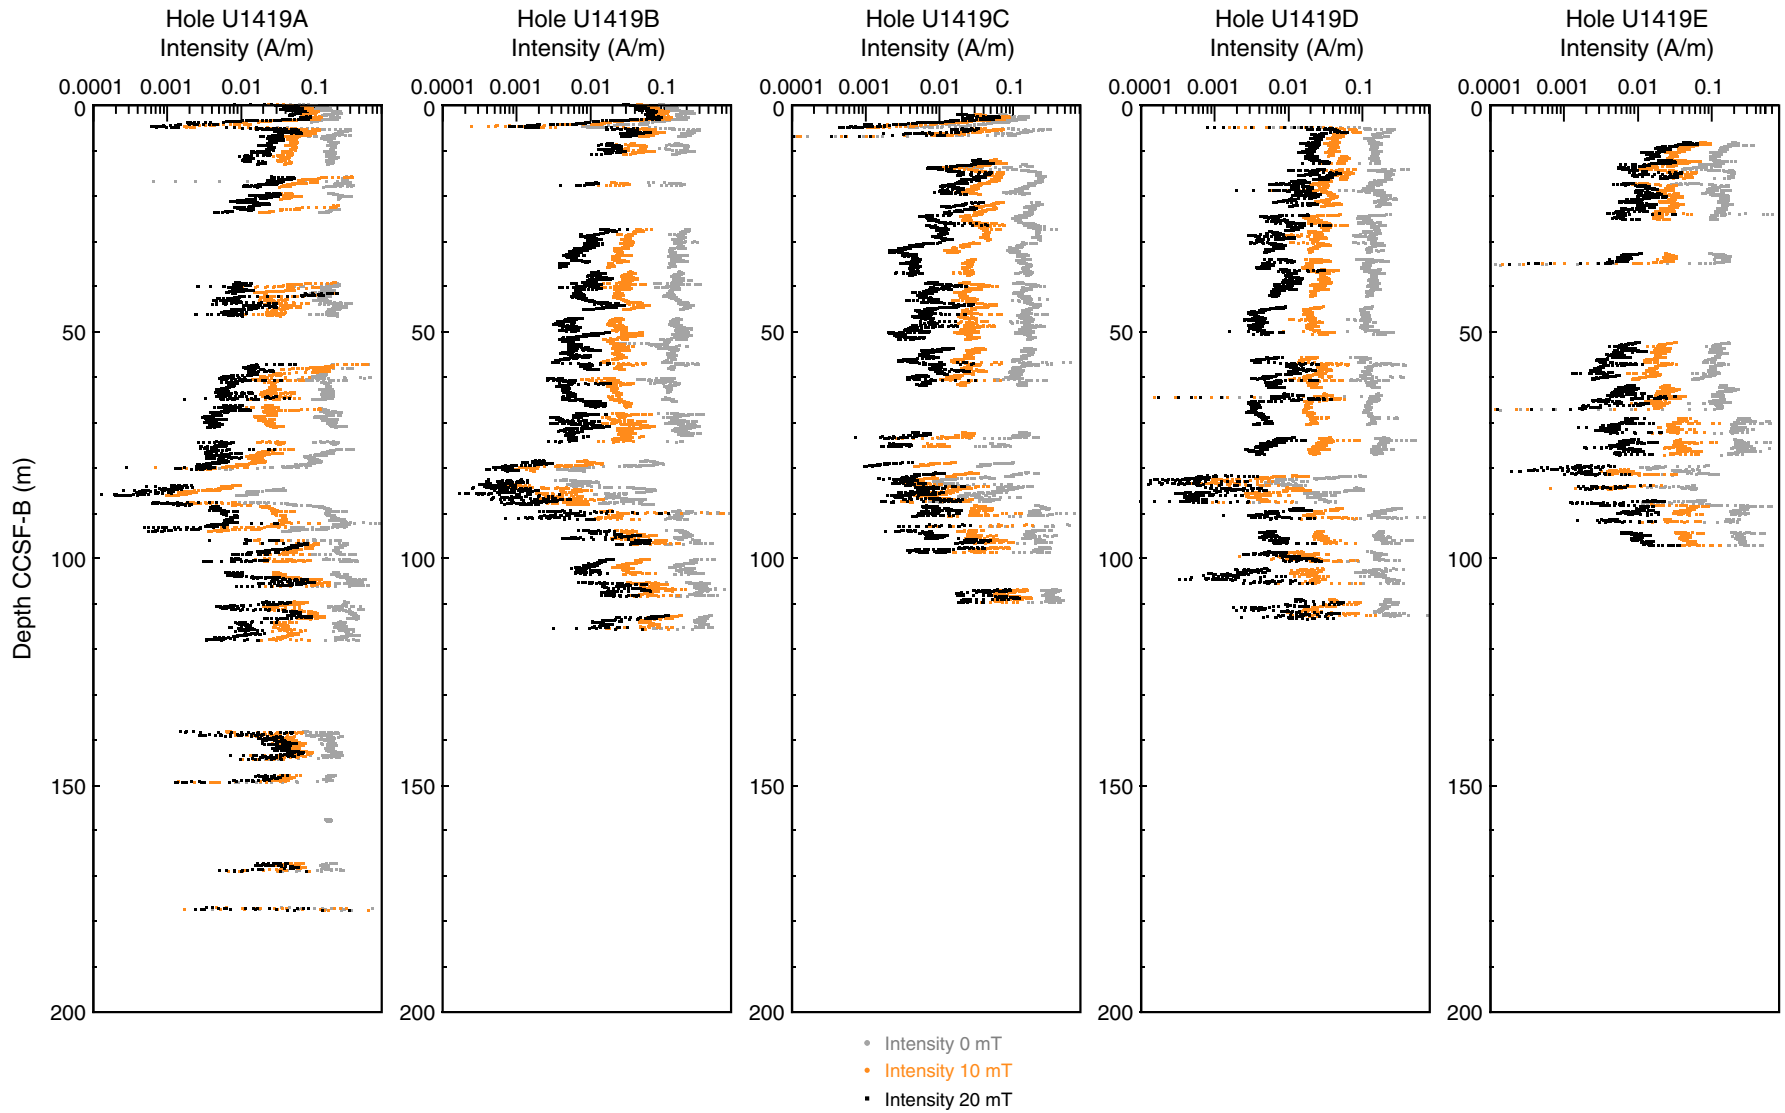 Hole U1419A
Intensity (A/m)
0.0001 0.001 0.01 0.1
Hole U1419B
Intensity (A/m)
0.0001 0.001 0.01 0.1
Hole U1419C
Intensity (A/m)
0.0001 0.001 0.01 0.1
Hole U1419D
Intensity (A/m)
0.0001 0.001 0.01 0.1
Hole U1419E
Intensity (A/m)
0.0001 0.001 0.01 0.1
Depth CCSF-B (m)
0 0 0 0 0
50 50 50 50 50
100 100 100 100 100
150 150 150 150 150
200 200 200 200 200
Intensity 0 mT
Intensity 10 mT
Intensity 20 mT